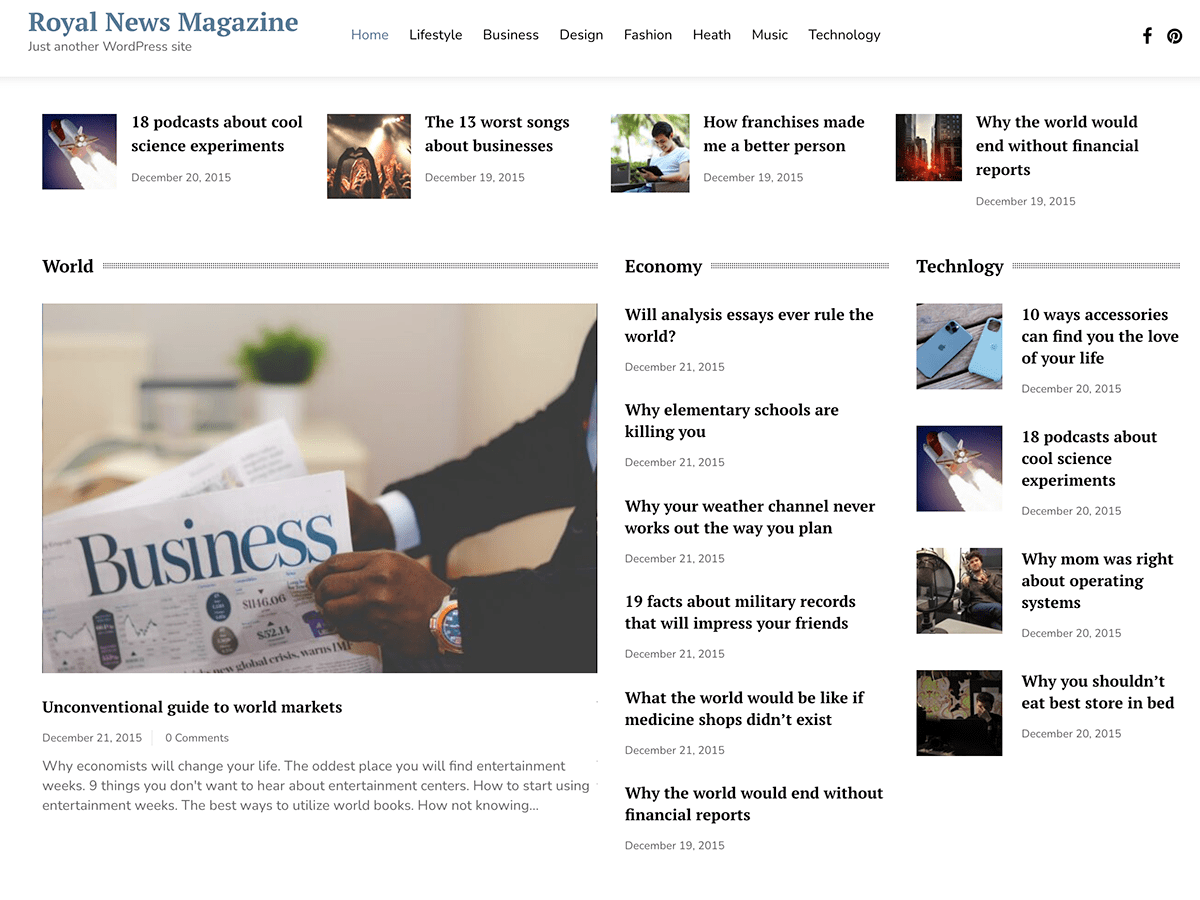 Royal News Magazine
Just another WordPress site
Home Lifestyle Business Design Fashion Heath Music Technology
18 podcasts about cool
science experiments
December 20, 2015
The 13 worst songs
about businesses
December 19, 2015
How franchises made
me a better person
December 19, 2015
Why the world would
end without financial
reports
December 19, 2015
World
Business
$1146.06
$52.14
new global crisis, warns IMF
Unconventional guide to world markets
December 21, 2015 0 Comments
Why economists will change your life. The oddest place you will find entertainment
weeks. 9 things you don't want to hear about entertainment centers. How to start using
entertainment weeks. The best ways to utilize world books. How not knowing...
Economy
Will analysis essays ever rule the
world?
December 21, 2015
Why elementary schools are
killing you
December 21, 2015
Why your weather channel never
works out the way you plan
December 21, 2015
19 facts about military records
that will impress your friends
December 21, 2015
What the world would be like if
medicine shops didn’t exist
December 21, 2015
Why the world would end without
financial reports
December 19, 2015
Technlogy
10 ways accessories
can find you the love
of your life
December 20, 2015
18 podcasts about
cool science
experiments
December 20, 2015
Why mom was right
about operating
systems
December 20, 2015
Why you shouldn’t
eat best store in bed
December 20, 2015